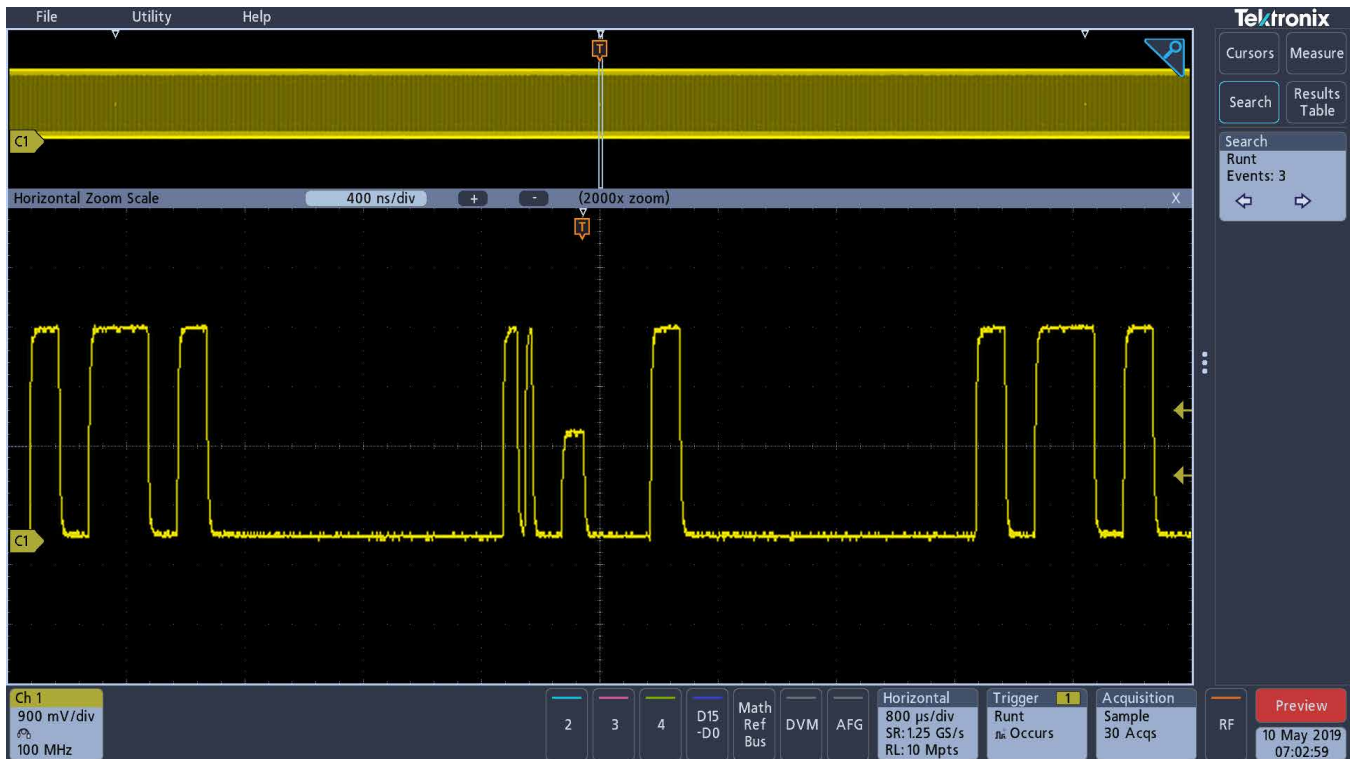 File Utility Help
Tektronix
Cursors Measure
Search Results Table
T
C1
Search
Runt
Events: 3
Horizontal Zoom Scale 400 ns/div + - (2000x zoom) X
T
C1
Ch 1
900 mV/div
100 MHz
2
3
4
D15
-D0
Math
Ref
Bus
DVM
AFG
Horizontal
800 µs/div
SR: 1.25 GS/s
RL: 10 Mpts
Trigger 1
Runt
Occurs
Acquisition
Sample
30 Acqs
RF
Preview
10 May 2019
07:02:59